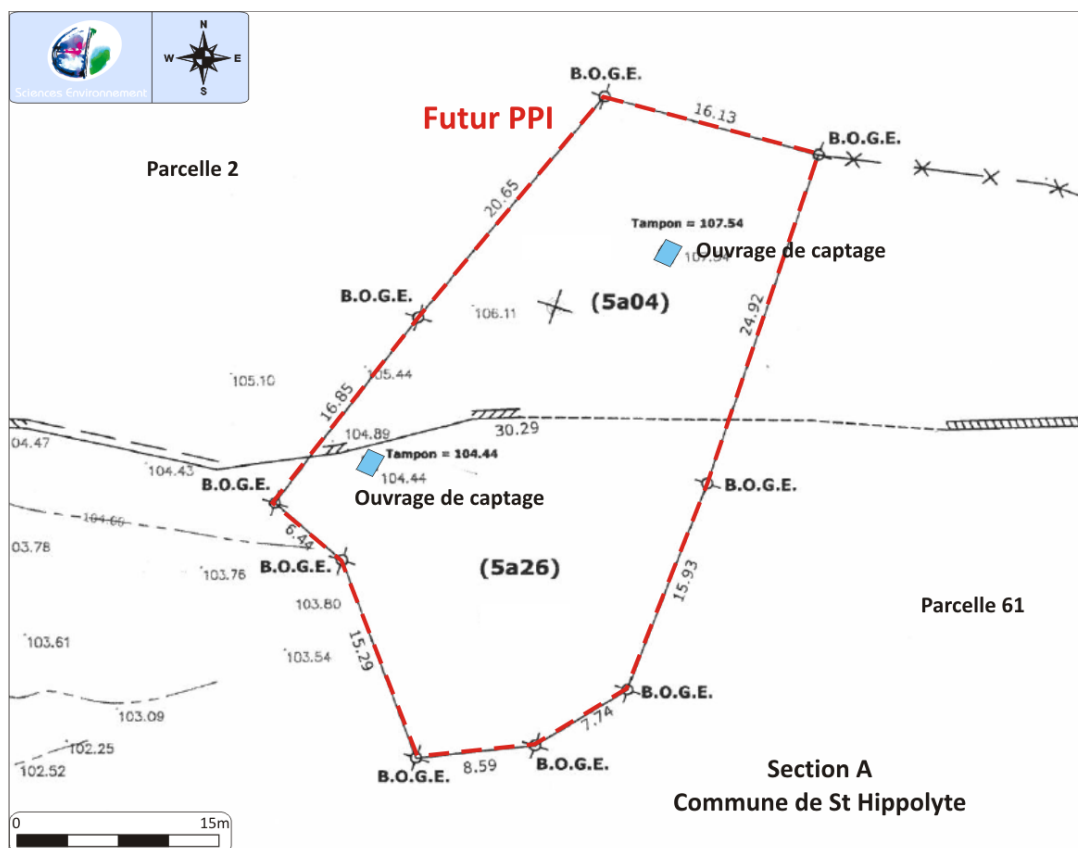 N
W E
S
Sciences Environnement
B.O.G.E.
Futur PPI
16.13
B.O.G.E.
Parcelle 2
20.65
Tampon = 107.54
Ouvrage de captage
B.O.G.E.
(5a04)
106.11
24.92
105.44
105.10
16.85
104.89
30.29
04.47
104.43
Tampon = 104.44
104.44
B.O.G.E.
Ouvrage de captage
B.O.G.E.
6.44
03.78
B.O.G.E.
103.76
(5a26)
15.93
103.80
Parcelle 61
103.61
15.29
103.54
B.O.G.E.
103.09
7.74
102.25
8.59
B.O.G.E.
B.O.G.E.
102.52
Section A
Commune de St Hippolyte
0 15m